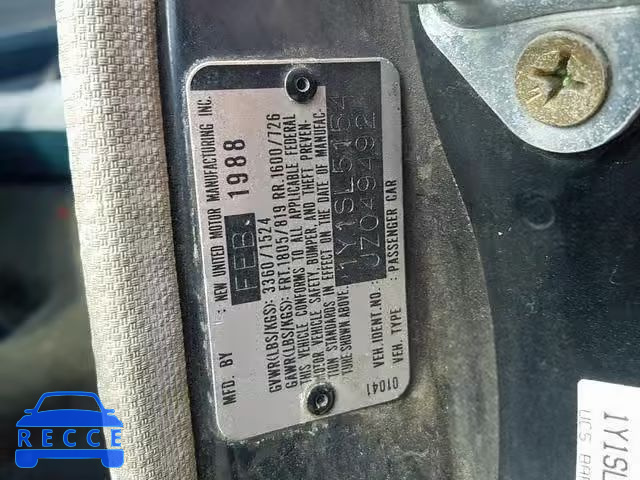 MFD. BY NEW UNITED MOTOR MANUFACTURING INC.
FEB. 1988
GVWR(LBS/KGS): 3360/1524
GAWR(LBS/KGS): FRT.1805/819 RR.1600/726
THIS VEHICLE CONFORMS TO ALL APPLICABLE FEDERAL
MOTOR VEHICLE SAFETY, BUMPER, AND THEFT PREVEN-
TION STANDARDS IN EFFECT ON THE DATE OF MANUFAC-
TURE SHOWN ABOVE.
VEH.IDENT.NO. 1Y1SL5164
JZ049492
VEH. TYPE PASSENGER CAR
01041
1Y1SL
UCS
RECCE